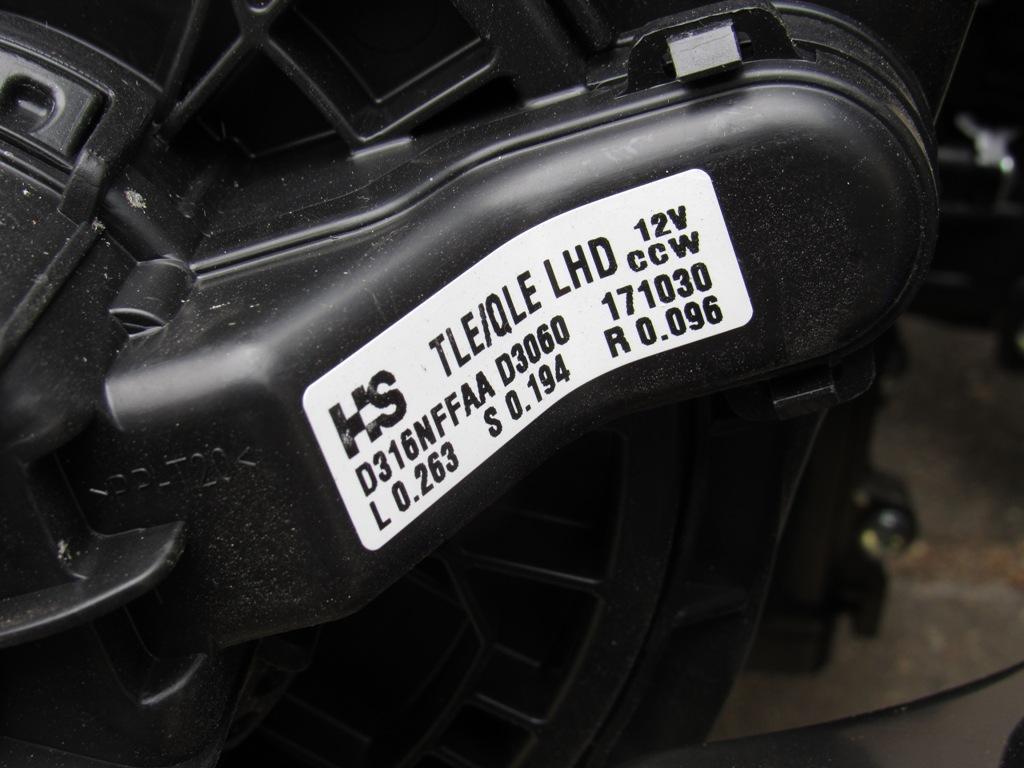 HS TLE/QLE LHD 12V CCW
D316NFFAA D3060 171030
L 0.263 S 0.194 R 0.096